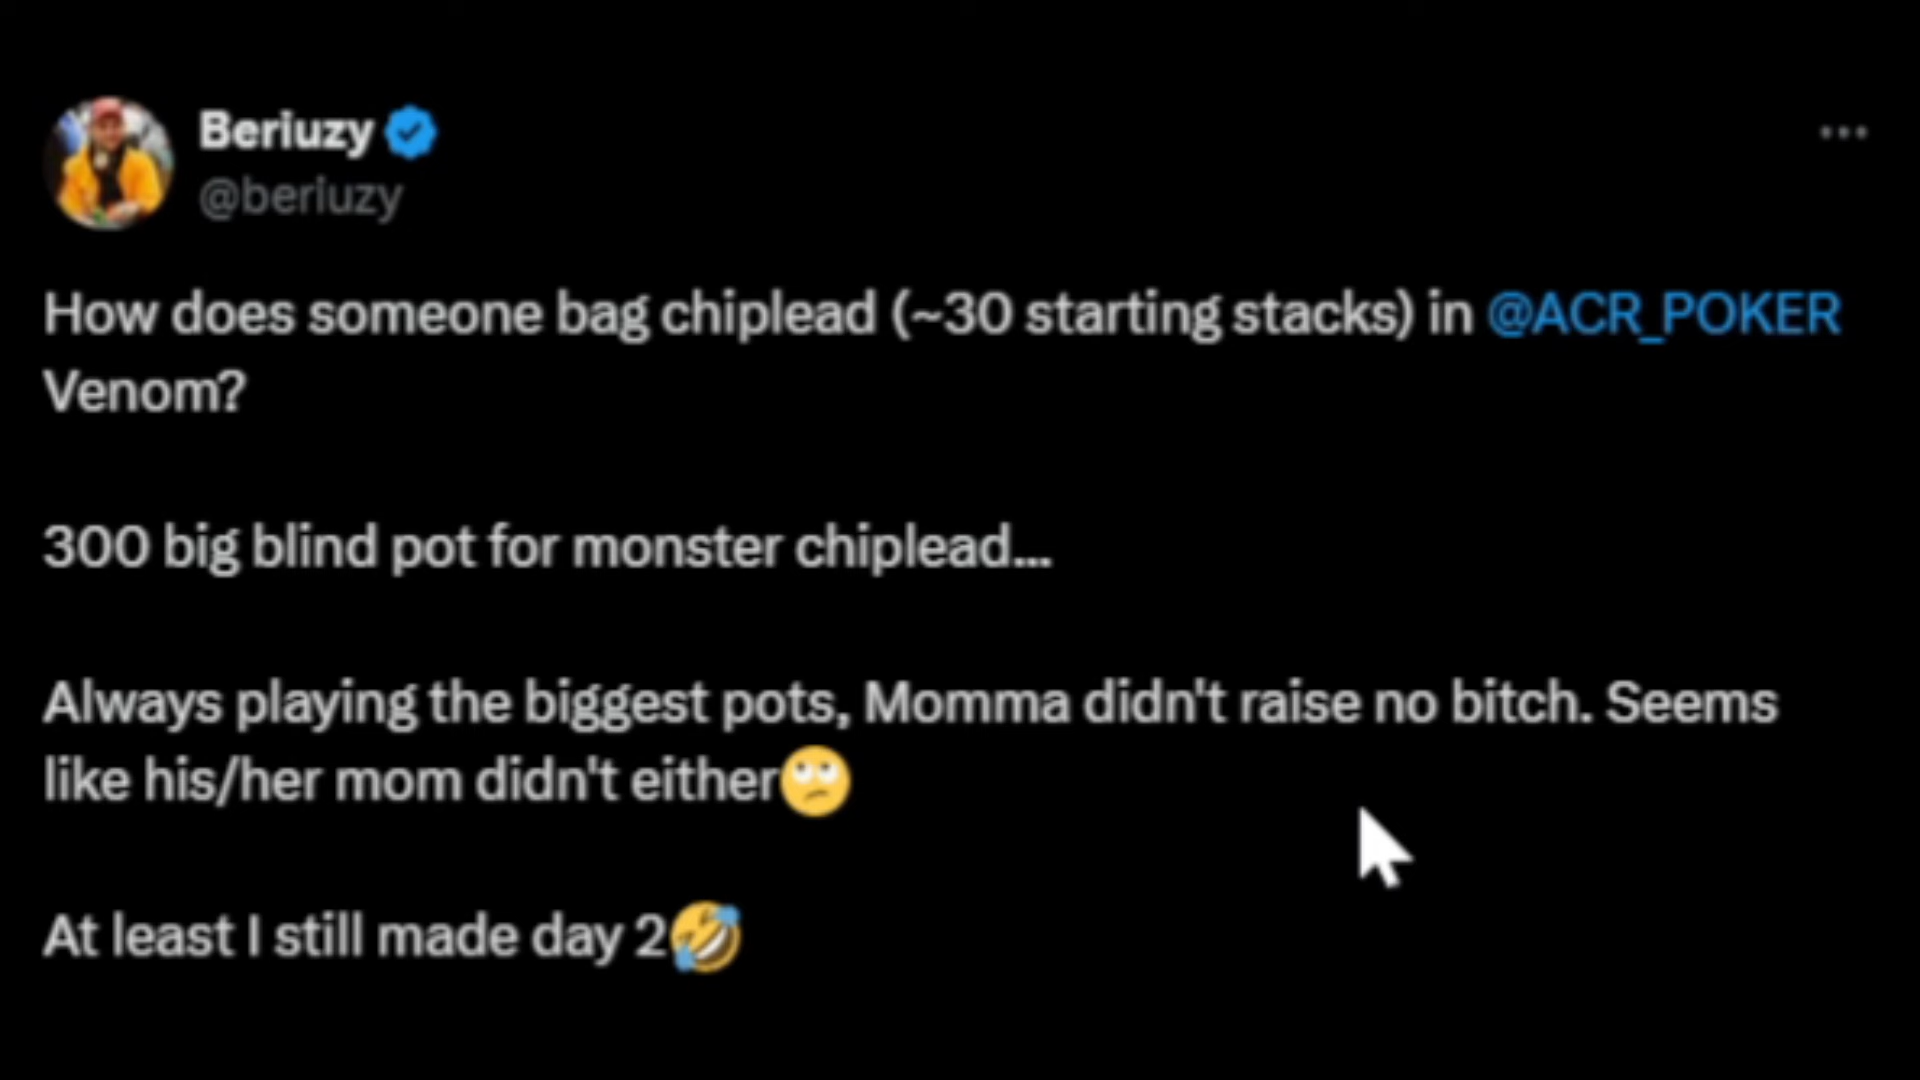 Beriuzy
@beriuzy
How does someone bag chiplead (~30 starting stacks) in @ACR_POKER
Venom?
300 big blind pot for monster chiplead...
Always playing the biggest pots, Momma didn't raise no bitch. Seems
like his/her mom didn't either🙄
At least I still made day 2🤣